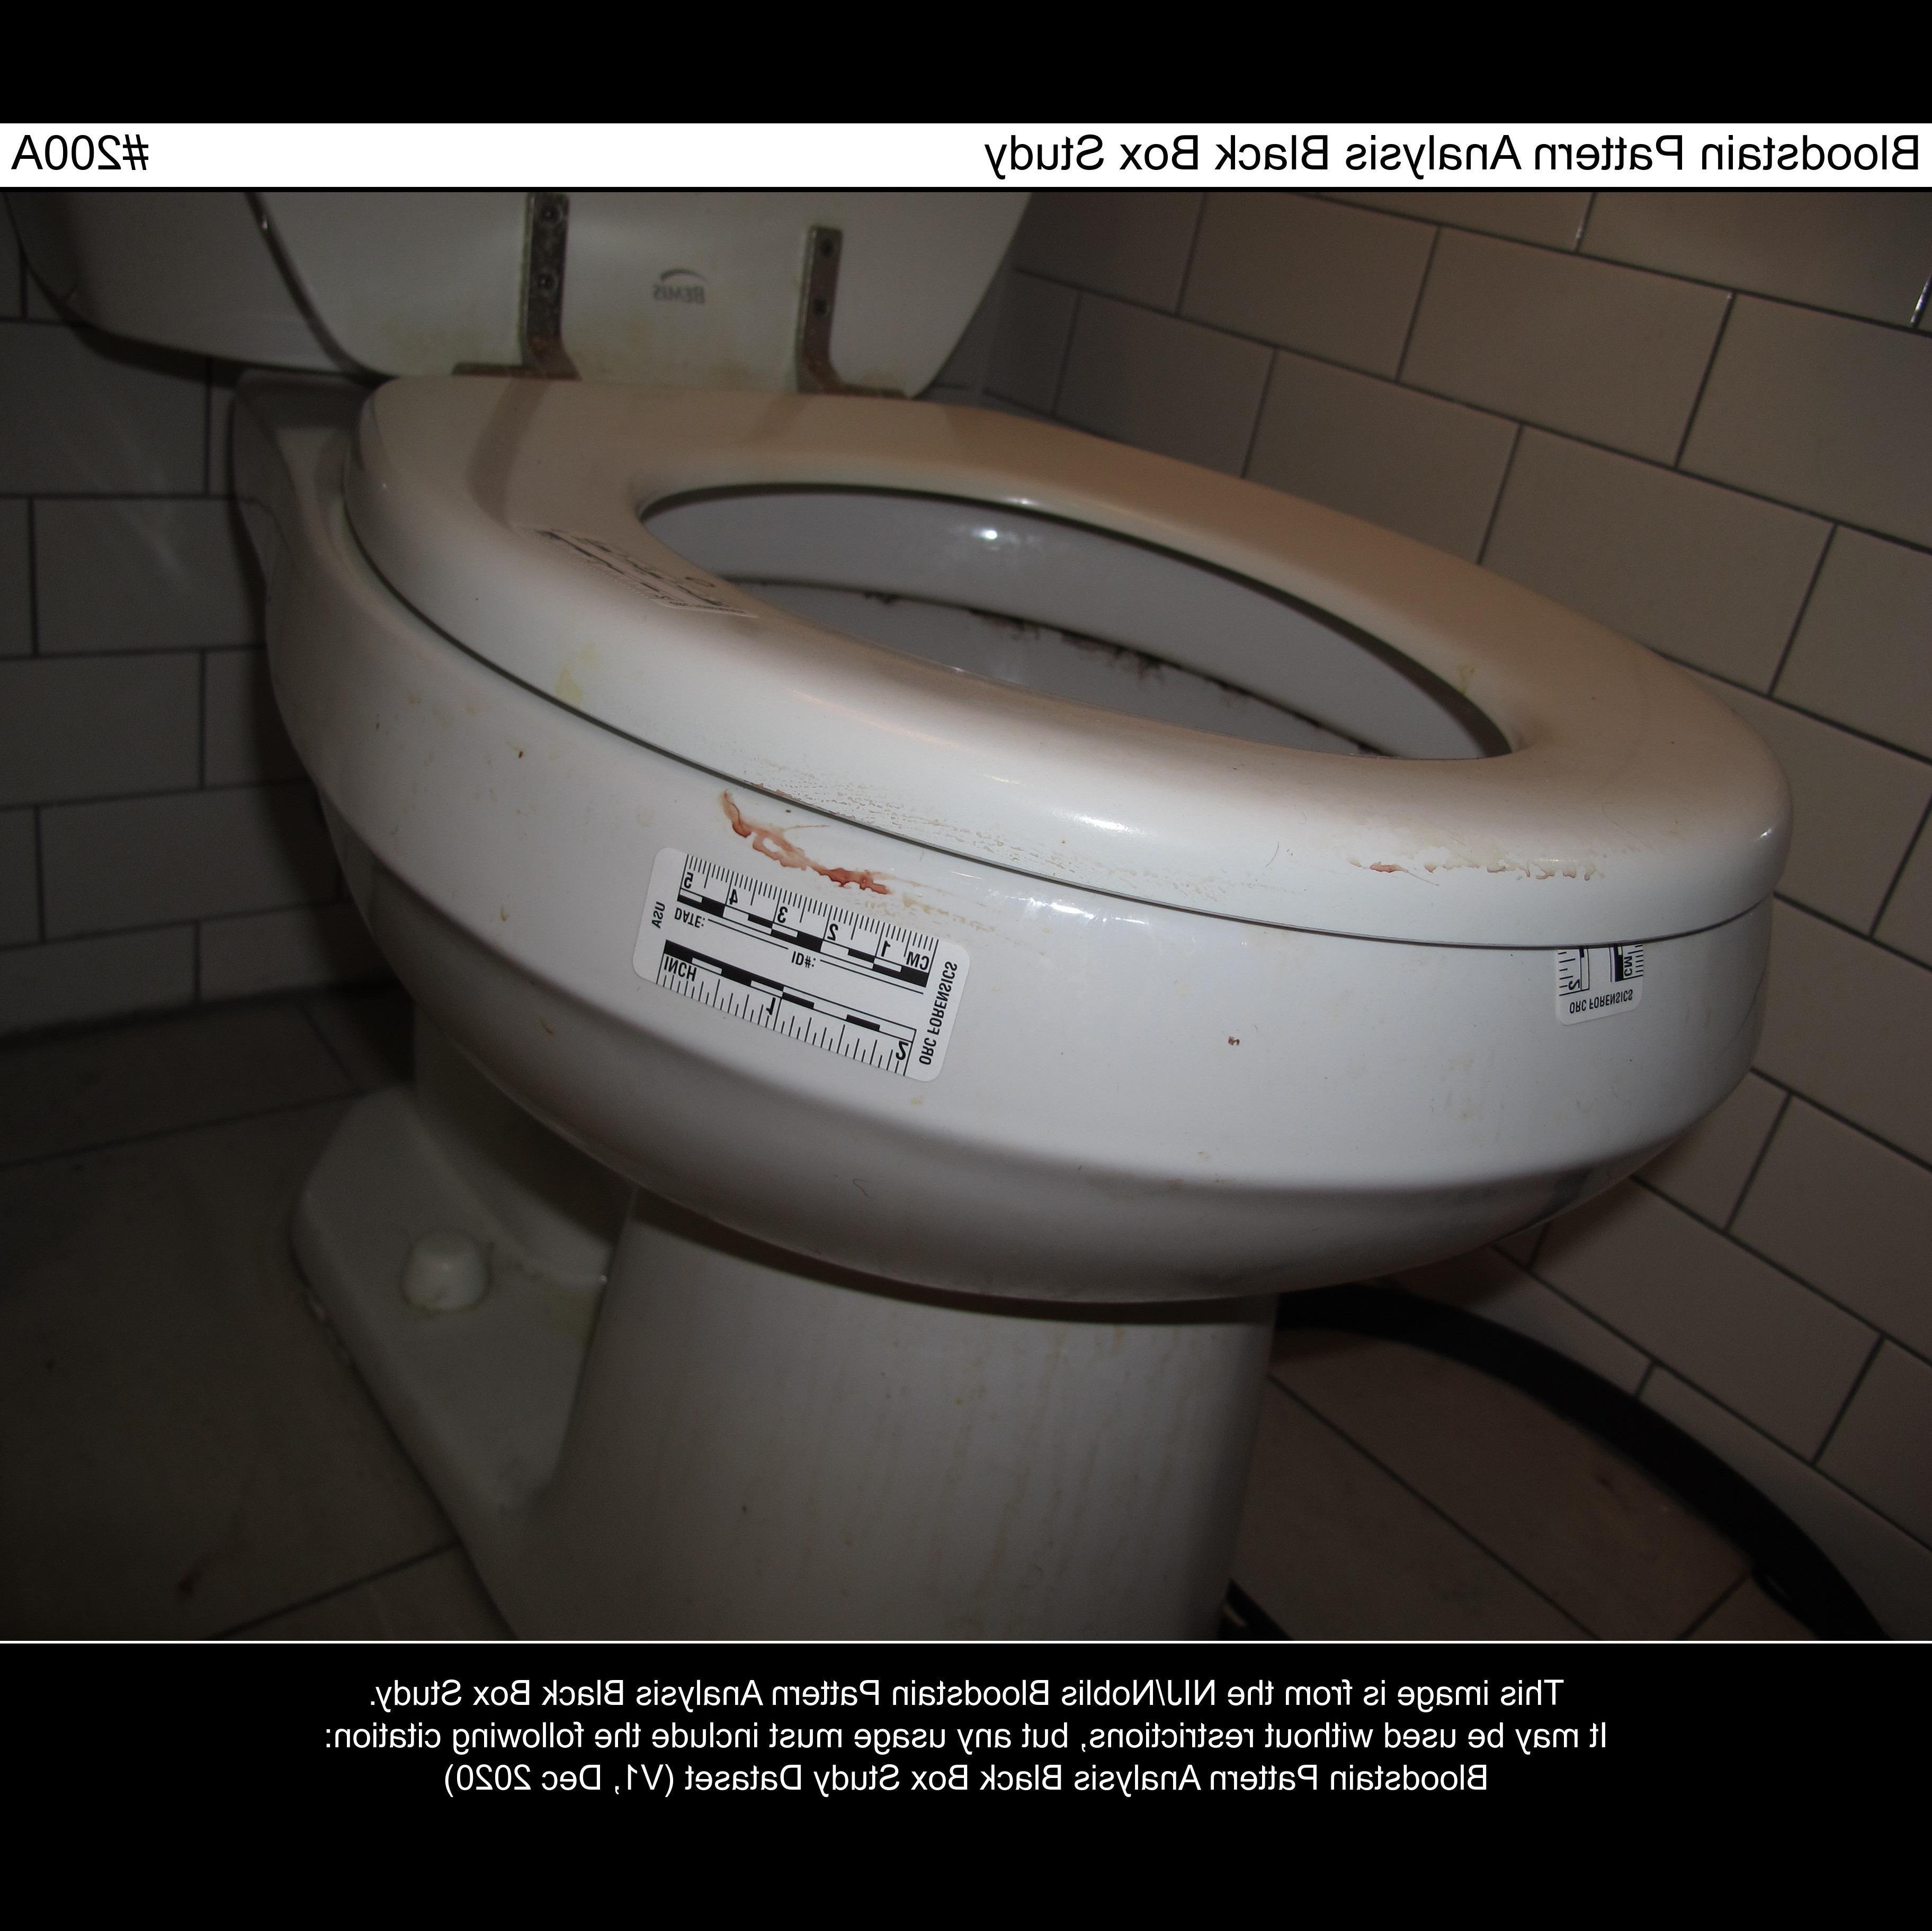 Bloodstain Pattern Analysis Black Box Study #200A
BEMIS
CM 1 2 3 4 5
DATE:
ID#:
ASU
INCH 1 2
ORC FORENSICS
CM
2
ORC FORENSICS
This image is from the NIJ/Noblis Bloodstain Pattern Analysis Black Box Study.
It may be used without restrictions, but any usage must include the following citation:
Bloodstain Pattern Analysis Black Box Study Dataset (V1, Dec 2020)